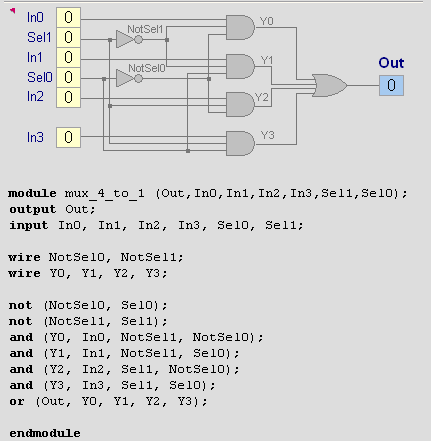 In0 0 NotSel1 Y0
Sel1 0
In1 0 Y1 Out
Sel0 0 NotSel0 0
In2 0 Y2
In3 0 Y3
module mux_4_to_1 (Out,In0,In1,In2,In3,Sel1,Sel0);
output Out;
input In0, In1, In2, In3, Sel0, Sel1;
wire NotSel0, NotSel1;
wire Y0, Y1, Y2, Y3;
not (NotSel0, Sel0);
not (NotSel1, Sel1);
and (Y0, In0, NotSel1, NotSel0);
and (Y1, In1, NotSel1, Sel0);
and (Y2, In2, Sel1, NotSel0);
and (Y3, In3, Sel1, Sel0);
or (Out, Y0, Y1, Y2, Y3);
endmodule